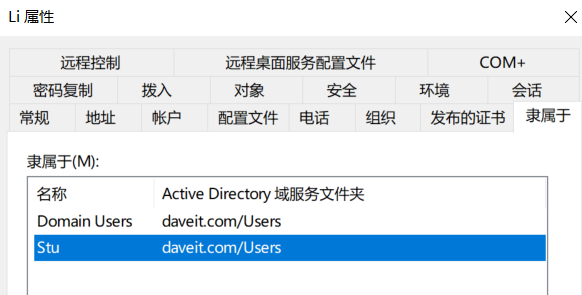 Li 属性
远程控制 远程桌面服务配置文件 COM+
密码复制 拨入 对象 安全 环境 会话
常规 地址 帐户 配置文件 电话 组织 发布的证书 隶属于
隶属于(M):
名称 Active Directory 域服务文件夹
Domain Users daveit.com/Users
Stu daveit.com/Users